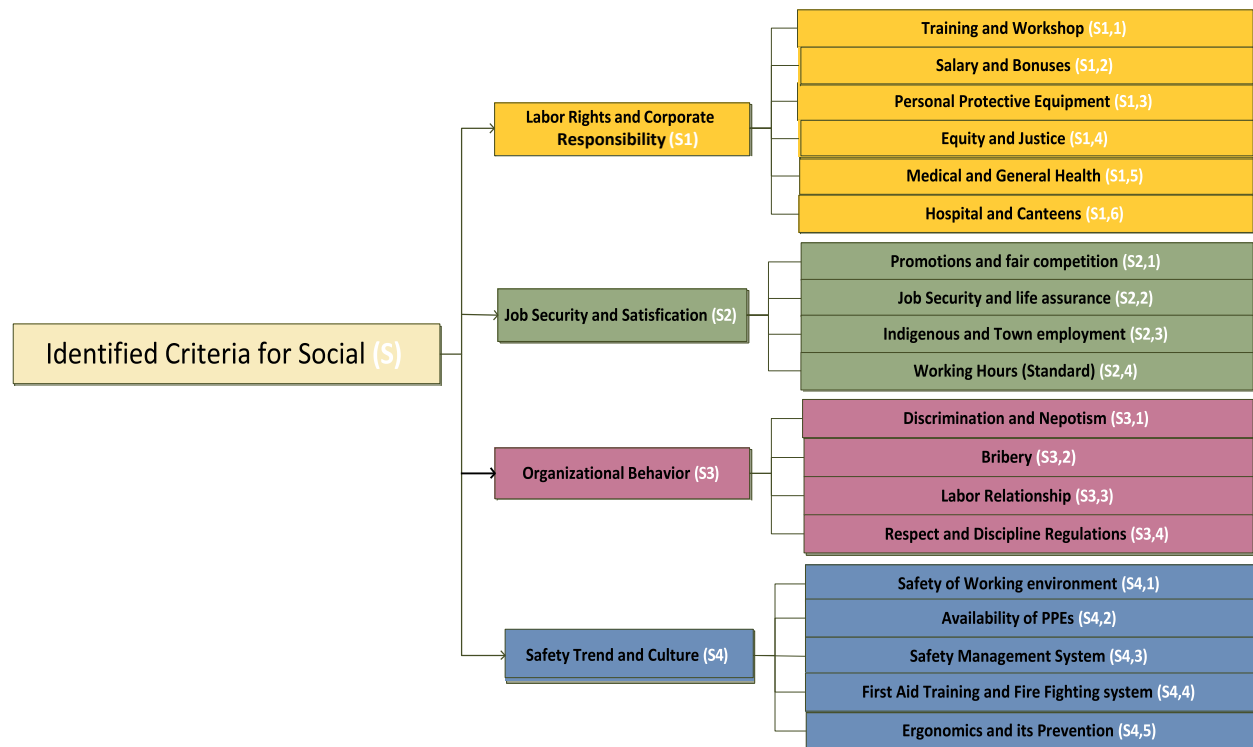 Identified Criteria for Social (S)
Labor Rights and Corporate
Responsibility (S1)
Training and Workshop (S1,1)
Salary and Bonuses (S1,2)
Personal Protective Equipment (S1,3)
Equity and Justice (S1,4)
Medical and General Health (S1,5)
Hospital and Canteens (S1,6)
Job Security and Satisfication (S2)
Promotions and fair competition (S2,1)
Job Security and life assurance (S2,2)
Indigenous and Town employment (S2,3)
Working Hours (Standard) (S2,4)
Organizational Behavior (S3)
Discrimination and Nepotism (S3,1)
Bribery (S3,2)
Labor Relationship (S3,3)
Respect and Discipline Regulations (S3,4)
Safety Trend and Culture (S4)
Safety of Working environment (S4,1)
Availability of PPEs (S4,2)
Safety Management System (S4,3)
First Aid Training and Fire Fighting system (S4,4)
Ergonomics and its Prevention (S4,5)